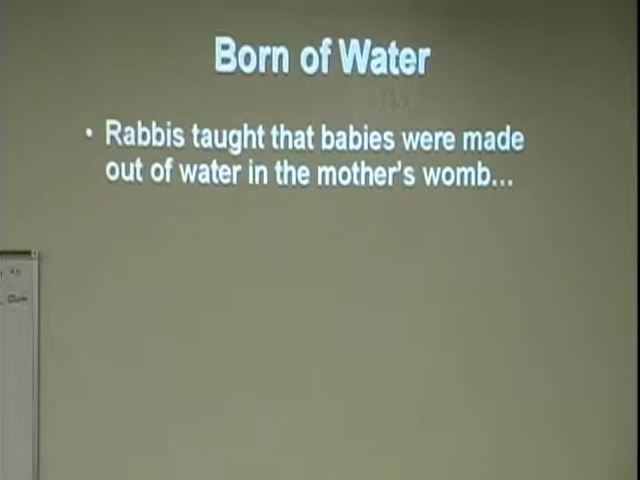 Born of Water
• Rabbis taught that babies were made
out of water in the mother's womb...